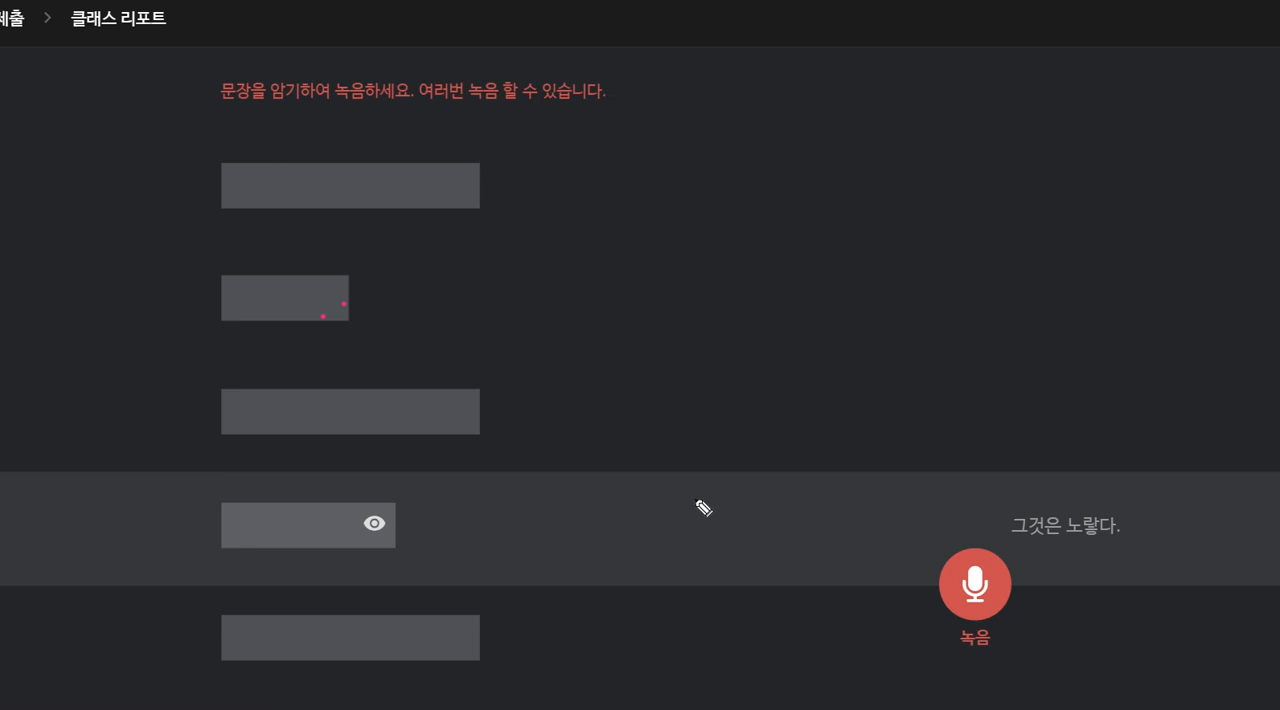 제출 > 클래스 리포트
문장을 암기하여 녹음하세요. 여러번 녹음 할 수 있습니다.
그것은 노랗다.
녹음